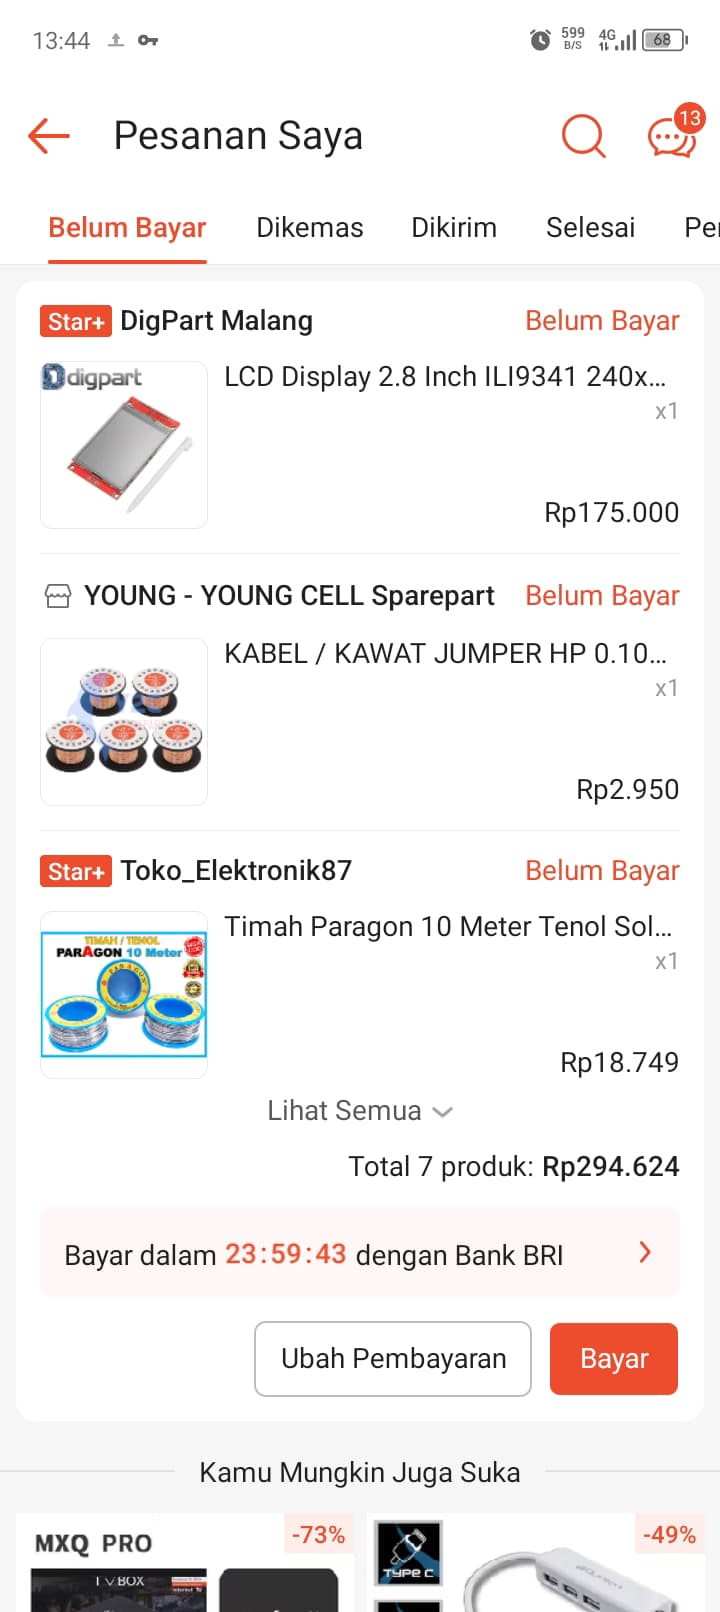 13:44
599 B/S 4G 68
Pesanan Saya
13
Belum Bayar Dikemas Dikirim Selesai Pe
Star+ DigPart Malang Belum Bayar
digpart
LCD Display 2.8 Inch ILI9341 240x...
x1
Rp175.000
YOUNG - YOUNG CELL Sparepart Belum Bayar
KABEL / KAWAT JUMPER HP 0.10...
x1
Rp2.950
Star+ Toko_Elektronik87 Belum Bayar
Timah Paragon 10 Meter Tenol Sol...
TIMAH / TENOL
PARAGON 10 Meter
PARAGON
x1
Rp18.749
Lihat Semua
Total 7 produk: Rp294.624
Bayar dalam 23:59:43 dengan Bank BRI
Ubah Pembayaran Bayar
Kamu Mungkin Juga Suka
-73% -49%
MXQ PRO
TYPE C
TV BOX